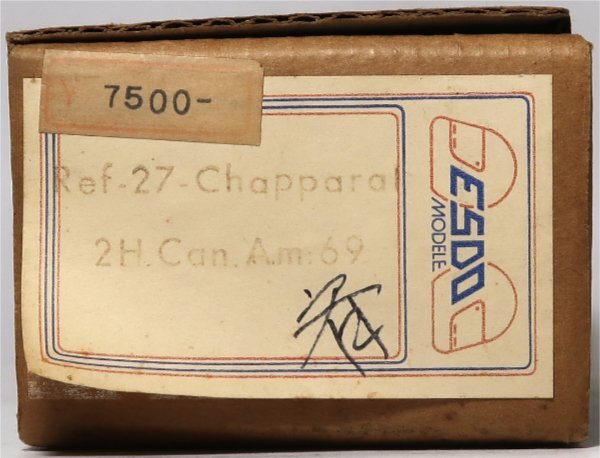 7500-
Ref-27-Chapparal
2H.Can.Am.69
ESDO
MODELE